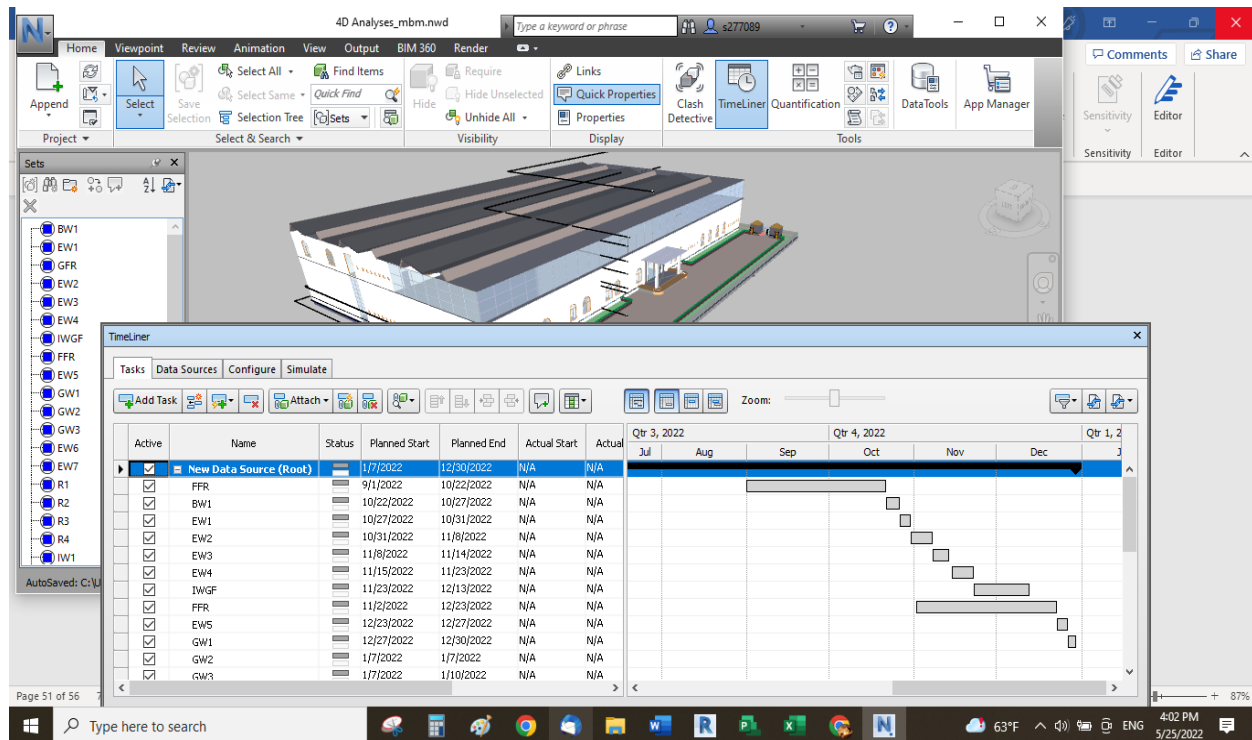 4D Analyses_mbm.nwd Type a keyword or phrase s277089
Home Viewpoint Review Animation View Output BIM 360 Render
Comments Share
Append
Select
Save Selection
Select All
Select Same
Selection Tree
Find Items
Quick Find
Sets
Hide
Require
Hide Unselected
Unhide All
Links
Quick Properties
Properties
Clash Detective
TimeLiner
Quantification
DataTools
App Manager
Sensitivity
Editor
Project Select & Search Visibility Display Tools
Sensitivity Editor
Sets
BW1
EW1
GFR
EW2
EW3
EW4
IWGF
FFR
EW5
GW1
GW2
GW3
EW6
EW7
R1
R2
R3
R4
IW1
AutoSaved: C:\U
TimeLiner
Tasks Data Sources Configure Simulate
Add Task Attach Zoom:
Active Name Status Planned Start Planned End Actual Start Actual
Qtr 3, 2022 Qtr 4, 2022 Qtr 1, 2
Jul Aug Sep Oct Nov Dec J
New Data Source (Root) 1/7/2022 12/30/2022 N/A N/A
FFR 9/1/2022 10/22/2022 N/A N/A
BW1 10/22/2022 10/27/2022 N/A N/A
EW1 10/27/2022 10/31/2022 N/A N/A
EW2 10/31/2022 11/8/2022 N/A N/A
EW3 11/8/2022 11/14/2022 N/A N/A
EW4 11/15/2022 11/23/2022 N/A N/A
IWGF 11/23/2022 12/13/2022 N/A N/A
FFR 11/2/2022 12/23/2022 N/A N/A
EW5 12/23/2022 12/27/2022 N/A N/A
GW1 12/27/2022 12/30/2022 N/A N/A
GW2 1/7/2022 1/7/2022 N/A N/A
GW3 1/7/2022 1/10/2022 N/A N/A
Page 51 of 56 87%
Type here to search
63°F ENG
4:02 PM
5/25/2022